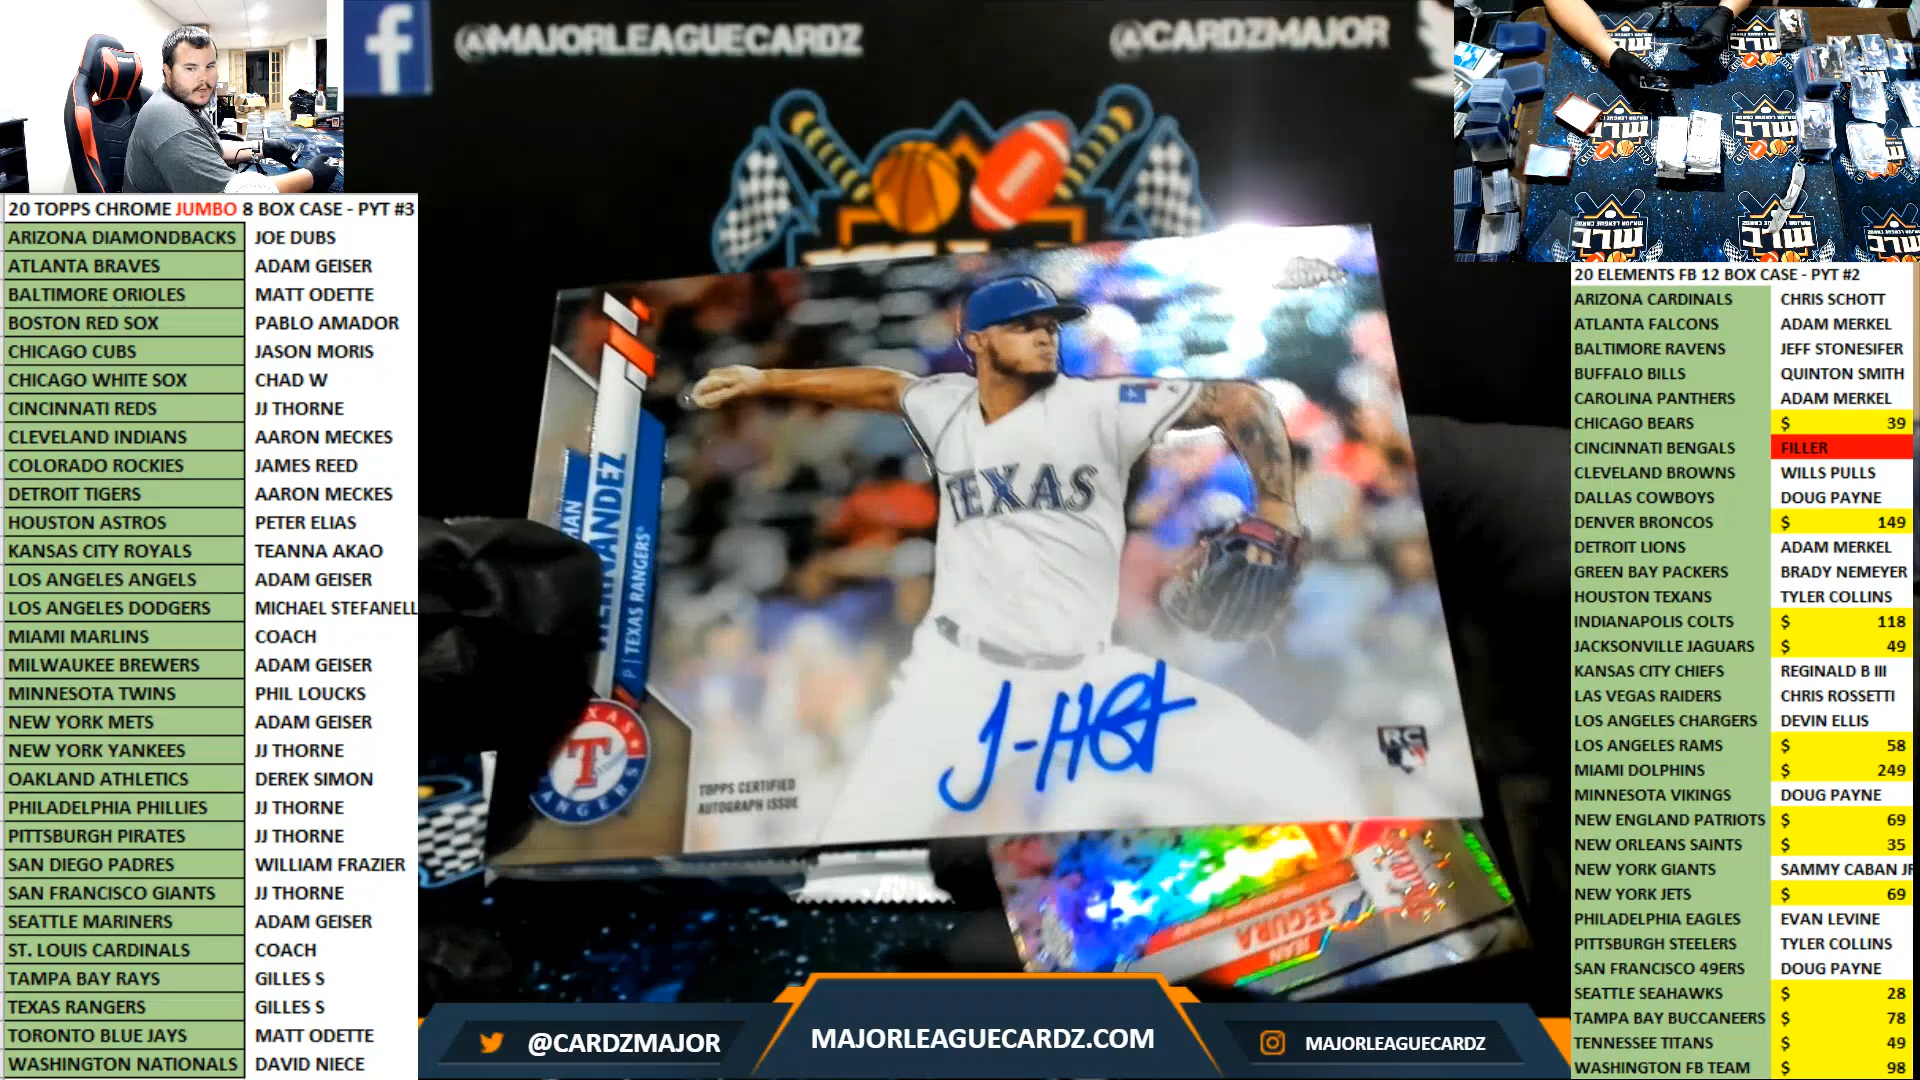 @MAJORLEAGUECARDZ
@CARDZMAJOR
20 TOPPS CHROME JUMBO 8 BOX CASE - PYT #3
ARIZONA DIAMONDBACKS JOE DUBS
ATLANTA BRAVES ADAM GEISER
BALTIMORE ORIOLES MATT ODETTE
BOSTON RED SOX PABLO AMADOR
CHICAGO CUBS JASON MORIS
CHICAGO WHITE SOX CHAD W
CINCINNATI REDS JJ THORNE
CLEVELAND INDIANS AARON MECKES
COLORADO ROCKIES JAMES REED
DETROIT TIGERS AARON MECKES
HOUSTON ASTROS PETER ELIAS
KANSAS CITY ROYALS TEANNA AKAO
LOS ANGELES ANGELS ADAM GEISER
LOS ANGELES DODGERS MICHAEL STEFANELL
MIAMI MARLINS COACH
MILWAUKEE BREWERS ADAM GEISER
MINNESOTA TWINS PHIL LOUCKS
NEW YORK METS ADAM GEISER
NEW YORK YANKEES JJ THORNE
OAKLAND ATHLETICS DEREK SIMON
PHILADELPHIA PHILLIES JJ THORNE
PITTSBURGH PIRATES JJ THORNE
SAN DIEGO PADRES WILLIAM FRAZIER
SAN FRANCISCO GIANTS JJ THORNE
SEATTLE MARINERS ADAM GEISER
ST. LOUIS CARDINALS COACH
TAMPA BAY RAYS GILLES S
TEXAS RANGERS GILLES S
TORONTO BLUE JAYS MATT ODETTE
WASHINGTON NATIONALS DAVID NIECE
TEXAS
P | TEXAS RANGERS®
TEXAS
T
RANGERS
TOPPS CERTIFIED
AUTOGRAPH ISSUE
RC
JEAN
SEGURA
@CARDZMAJOR
MAJORLEAGUECARDZ.COM
MAJORLEAGUECARDZ
20 ELEMENTS FB 12 BOX CASE - PYT #2
ARIZONA CARDINALS CHRIS SCHOTT
ATLANTA FALCONS ADAM MERKEL
BALTIMORE RAVENS JEFF STONESIFER
BUFFALO BILLS QUINTON SMITH
CAROLINA PANTHERS ADAM MERKEL
CHICAGO BEARS $ 39
CINCINNATI BENGALS FILLER
CLEVELAND BROWNS WILLS PULLS
DALLAS COWBOYS DOUG PAYNE
DENVER BRONCOS $ 149
DETROIT LIONS ADAM MERKEL
GREEN BAY PACKERS BRADY NEMEYER
HOUSTON TEXANS TYLER COLLINS
INDIANAPOLIS COLTS $ 118
JACKSONVILLE JAGUARS $ 49
KANSAS CITY CHIEFS REGINALD B III
LAS VEGAS RAIDERS CHRIS ROSSETTI
LOS ANGELES CHARGERS DEVIN ELLIS
LOS ANGELES RAMS $ 58
MIAMI DOLPHINS $ 249
MINNESOTA VIKINGS DOUG PAYNE
NEW ENGLAND PATRIOTS $ 69
NEW ORLEANS SAINTS $ 35
NEW YORK GIANTS SAMMY CABAN JR
NEW YORK JETS $ 69
PHILADELPHIA EAGLES EVAN LEVINE
PITTSBURGH STEELERS TYLER COLLINS
SAN FRANCISCO 49ERS DOUG PAYNE
SEATTLE SEAHAWKS $ 28
TAMPA BAY BUCCANEERS $ 78
TENNESSEE TITANS $ 49
WASHINGTON FB TEAM $ 98